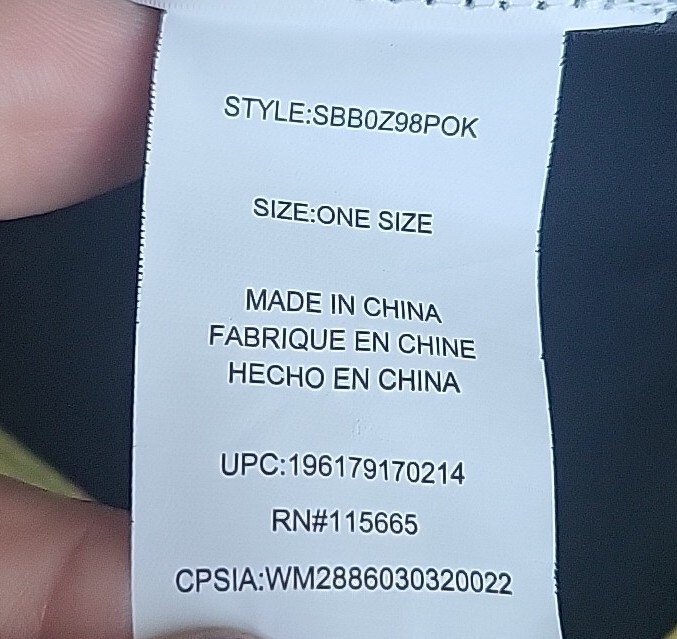 STYLE:SBB0Z98POK
SIZE:ONE SIZE
MADE IN CHINA
FABRIQUE EN CHINE
HECHO EN CHINA
UPC:196179170214
RN#115665
CPSIA:WM2886030320022